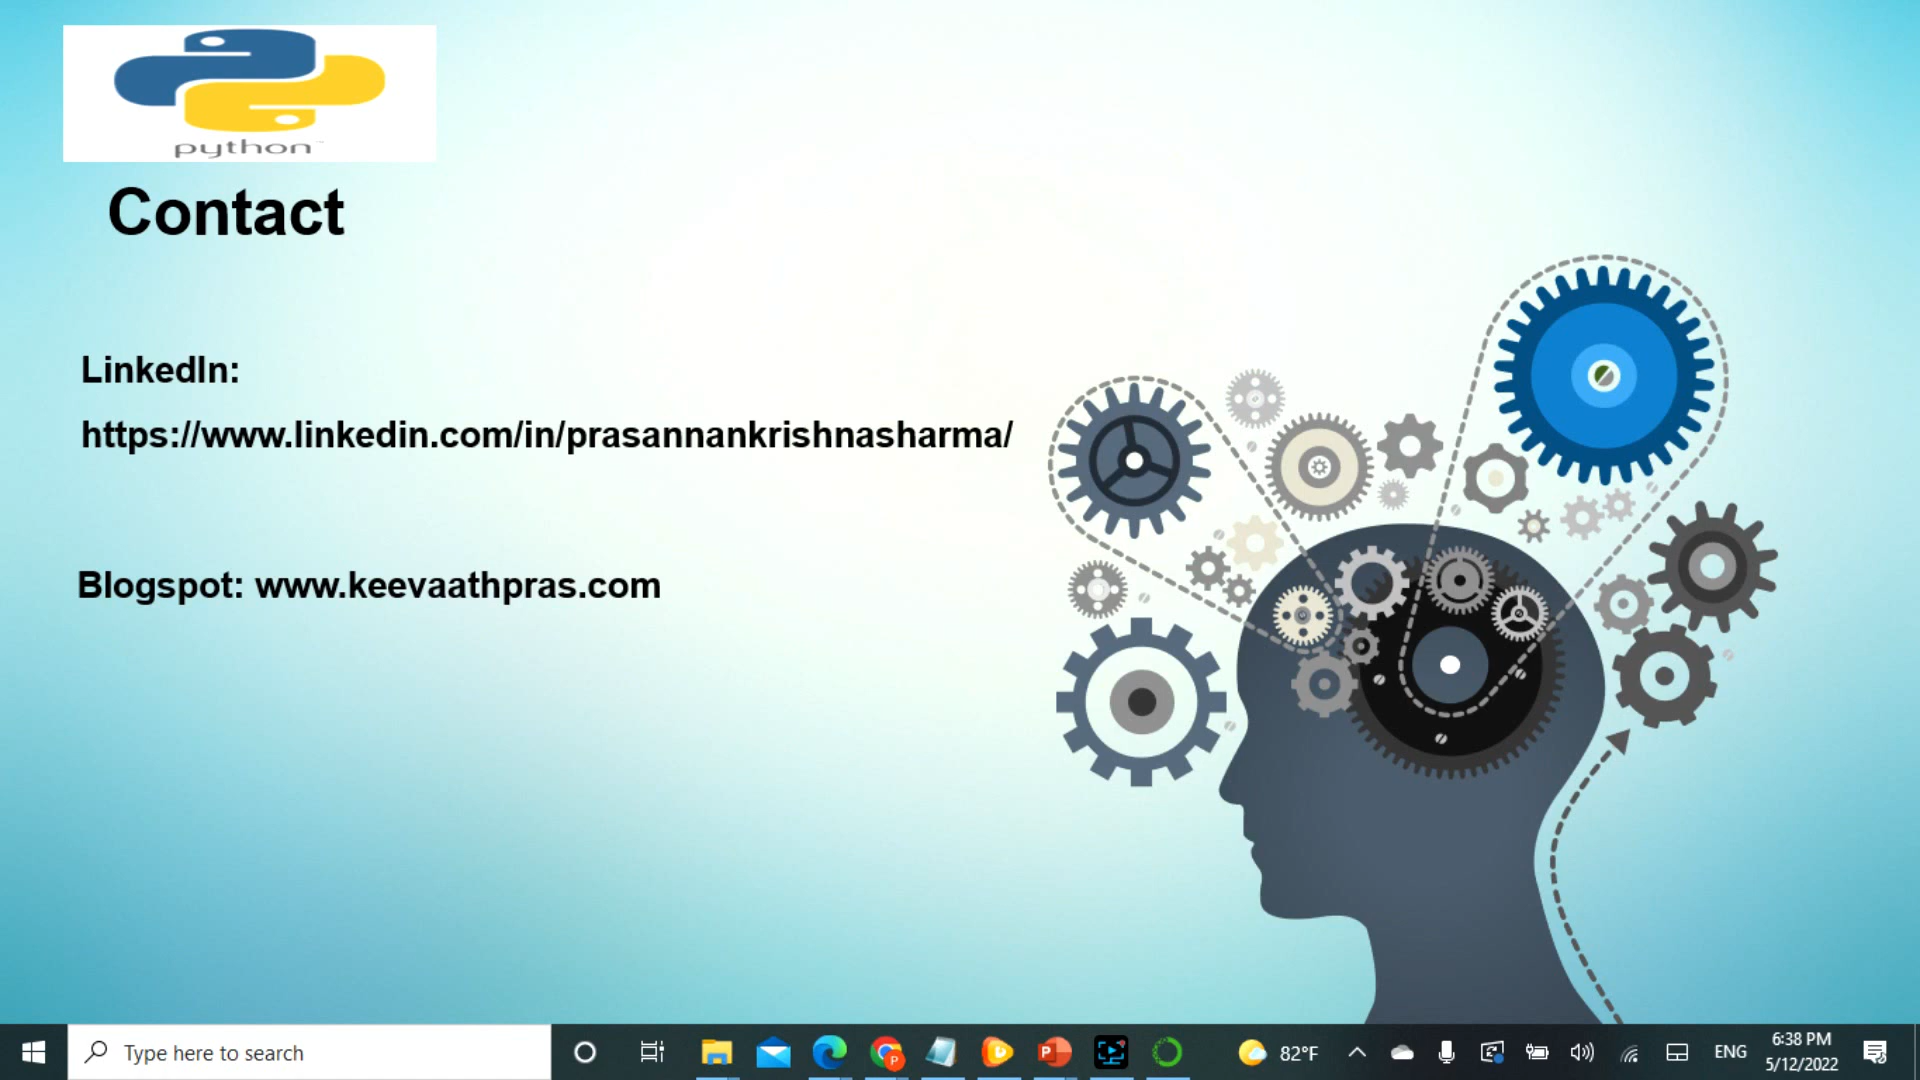 python
Contact
LinkedIn:
https://www.linkedin.com/in/prasannankrishnasharma/
Blogspot: www.keevaathpras.com
Type here to search
82°F
ENG
6:38 PM
5/12/2022